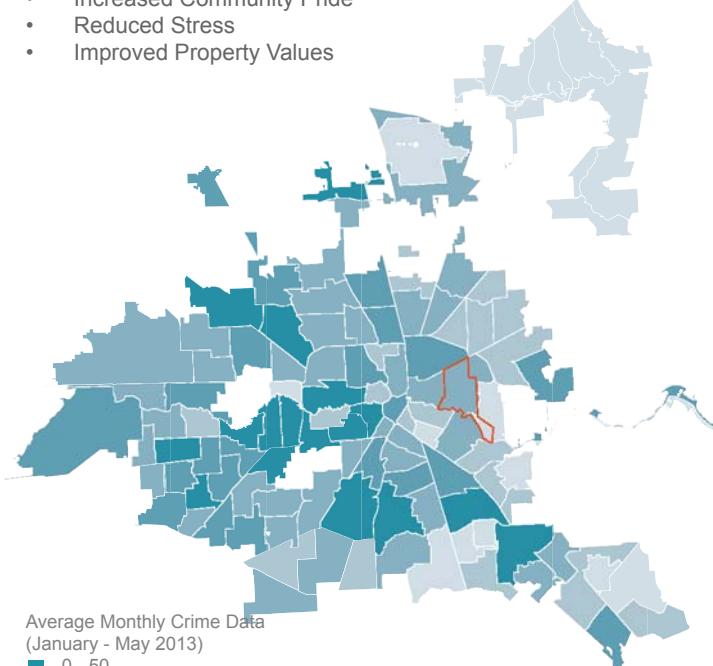 • Increased Community Pride
• Reduced Stress
• Improved Property Values
Average Monthly Crime Data
(January - May 2013)
0 - 50